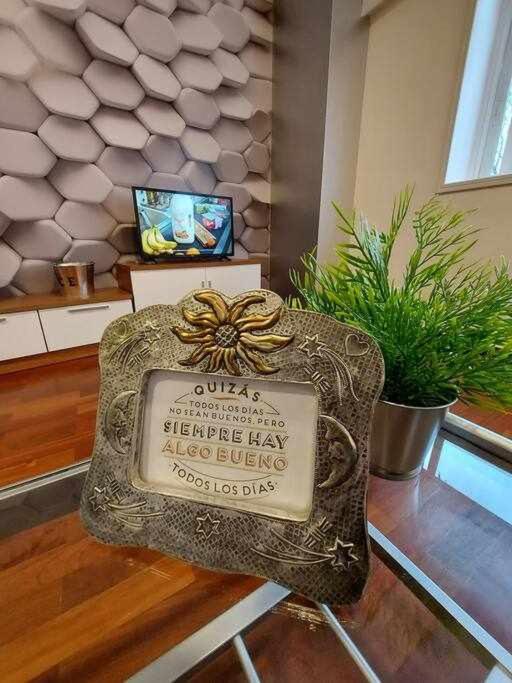 QUIZÁS
TODOS LOS DÍAS
NO SEAN BUENOS, PERO
SIEMPRE HAY
ALGO BUENO
TODOS LOS DÍAS.